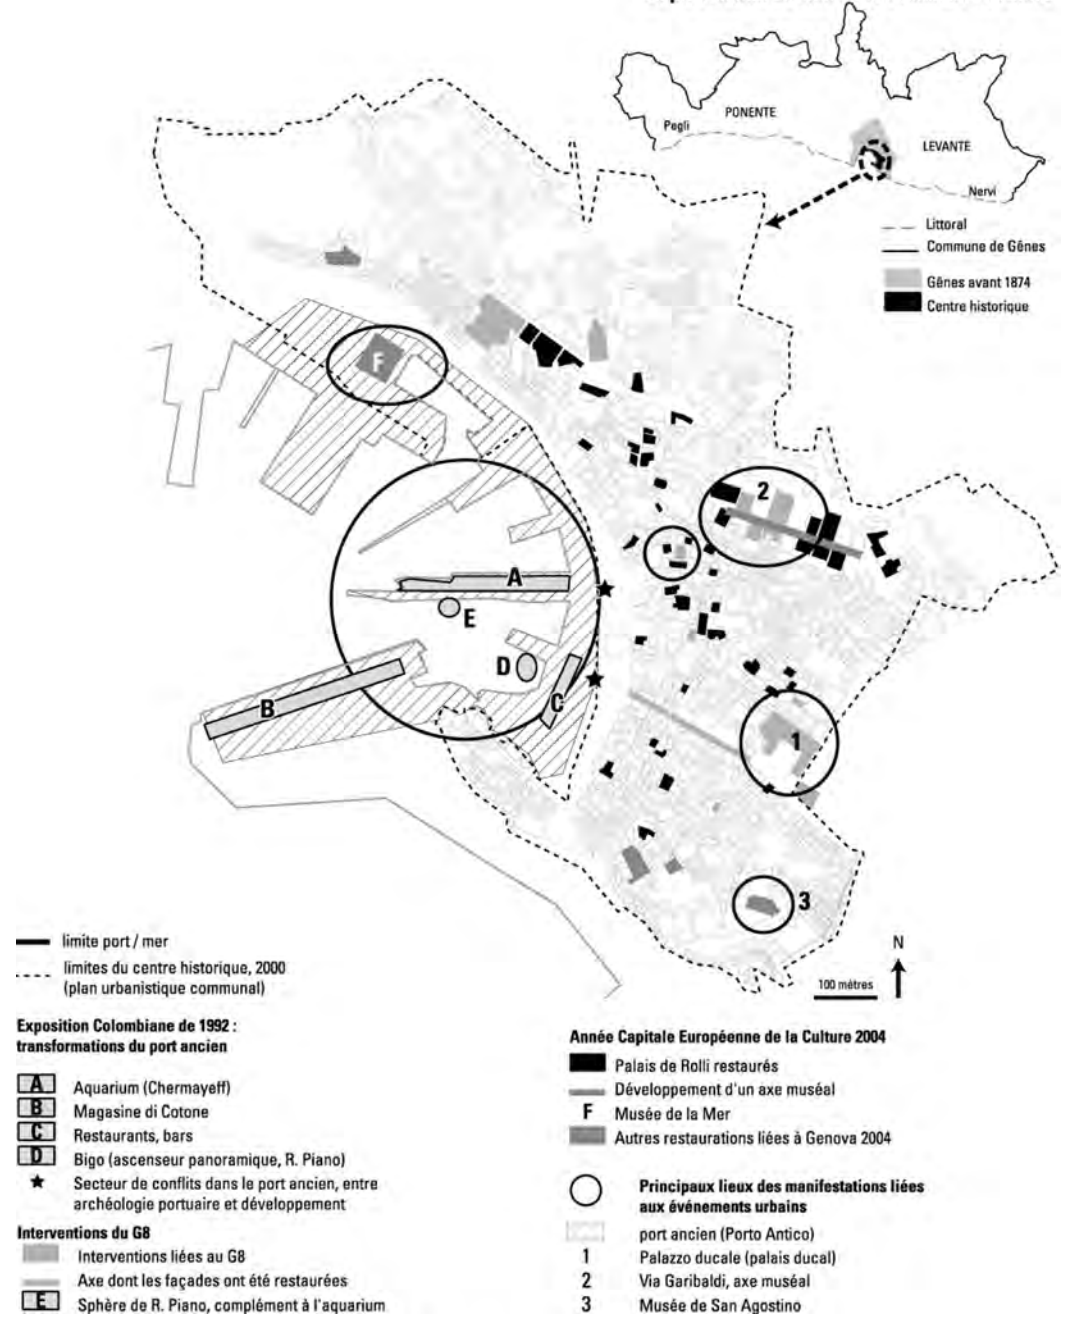 PONENTE
Pegli
LEVANTE
Nervi
Littoral
Commune de Gênes
Gênes avant 1874
Centre historique
F
2
A
E
D
C
B
1
3
N
100 mètres
limite port / mer
limites du centre historique, 2000
(plan urbanistique communal)
Exposition Colombiane de 1992 :
transformations du port ancien
A Aquarium (Chermayeff)
B Magasine di Cotone
C Restaurants, bars
D Bigo (ascenseur panoramique, R. Piano)
★ Secteur de conflits dans le port ancien, entre
archéologie portuaire et développement
Interventions du G8
Interventions liées au G8
Axe dont les façades ont été restaurées
E Sphère de R. Piano, complément à l'aquarium
Année Capitale Européenne de la Culture 2004
Palais de Rolli restaurés
Développement d'un axe muséal
F Musée de la Mer
Autres restaurations liées à Genova 2004
Principaux lieux des manifestations liées
aux événements urbains
port ancien (Porto Antico)
1 Palazzo ducale (palais ducal)
2 Via Garibaldi, axe muséal
3 Musée de San Agostino